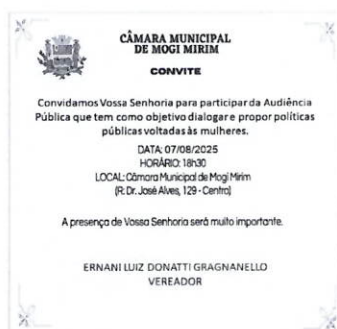 CÂMARA MUNICIPAL
DE MOGI MIRIM
CONVITE
Convidamos Vossa Senhoria para participar da Audiência
Pública que tem como objetivo dialogar e propor políticas
públicas voltadas às mulheres.
DATA: 07/08/2025
HORÁRIO: 18h30
LOCAL: Câmara Municipal de Mogi Mirim
(R. Dr. José Alves, 129 - Centro)
A presença de Vossa Senhoria será muito importante.
ERNANI LUIZ DONATTI GRAGNANELLO
VEREADOR